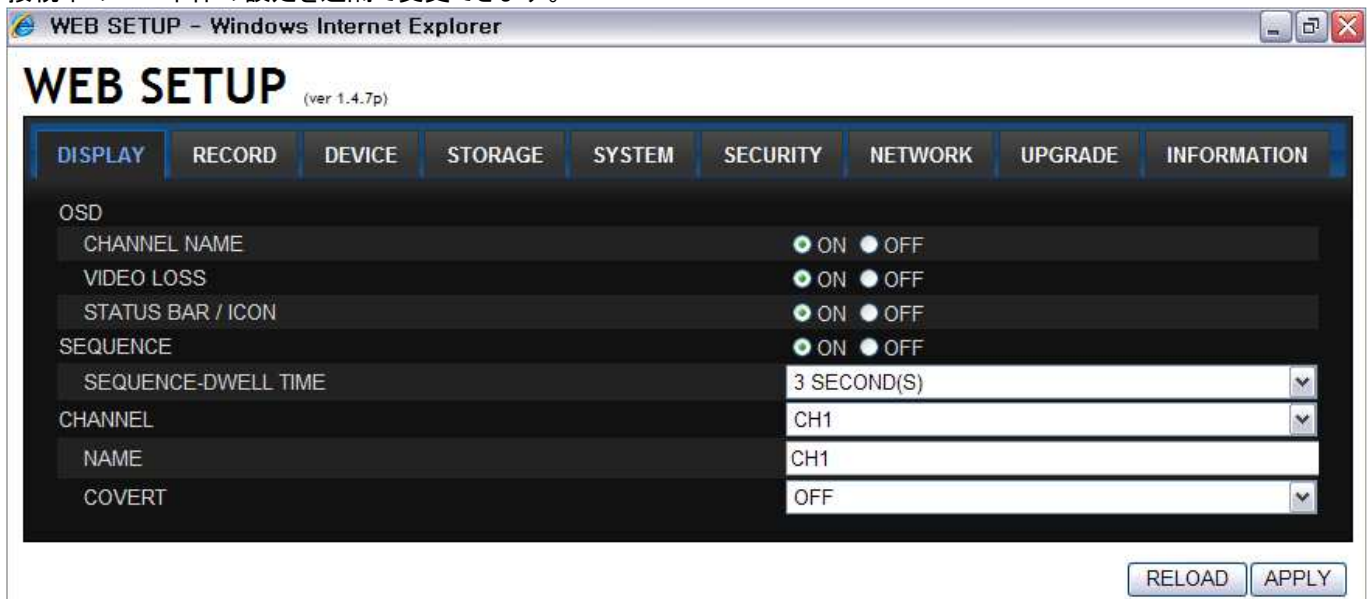 WEB SETUP - Windows Internet Explorer
WEB SETUP (ver 1.4.7p)
DISPLAY RECORD DEVICE STORAGE SYSTEM SECURITY NETWORK UPGRADE INFORMATION
OSD
CHANNEL NAME ON OFF
VIDEO LOSS ON OFF
STATUS BAR / ICON ON OFF
SEQUENCE ON OFF
SEQUENCE-DWELL TIME 3 SECOND(S)
CHANNEL CH1
NAME CH1
COVERT OFF
RELOAD APPLY